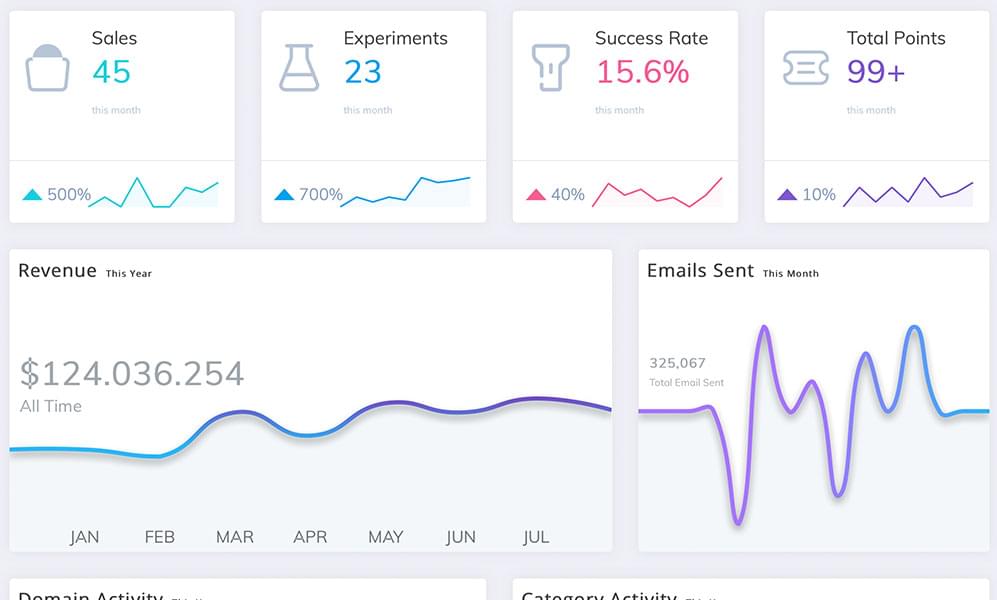 Sales
45
this month
500%
Experiments
23
this month
700%
Success Rate
15.6%
this month
40%
Total Points
99+
this month
10%
Revenue This Year
$124.036.254
All Time
JAN FEB MAR APR MAY JUN JUL
Emails Sent This Month
325,067
Total Email Sent
Domain Activity
Category Activity